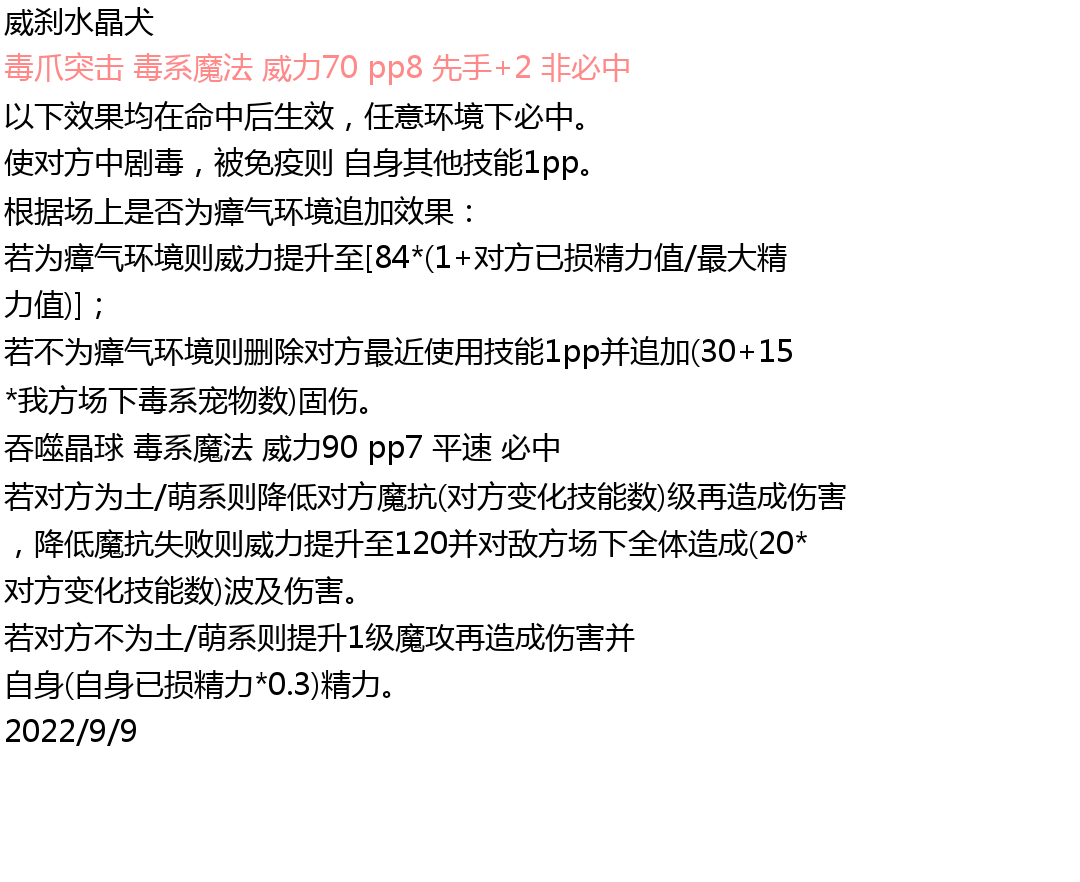 威刹水晶犬
毒爪突击 毒系魔法 威力70 pp8 先手+2 非必中
以下效果均在命中后生效，任意环境下必中。
使对方中剧毒，被免疫则 自身其他技能1pp。
根据场上是否为瘴气环境追加效果：
若为瘴气环境则威力提升至[84*(1+对方已损精力值/最大精
力值)]；
若不为瘴气环境则删除对方最近使用技能1pp并追加(30+15
*我方场下毒系宠物数)固伤。
吞噬晶球 毒系魔法 威力90 pp7 平速 必中
若对方为土/萌系则降低对方魔抗(对方变化技能数)级再造成伤害
，降低魔抗失败则威力提升至120并对敌方场下全体造成(20*
对方变化技能数)波及伤害。
若对方不为土/萌系则提升1级魔攻再造成伤害并
自身(自身已损精力*0.3)精力。
2022/9/9